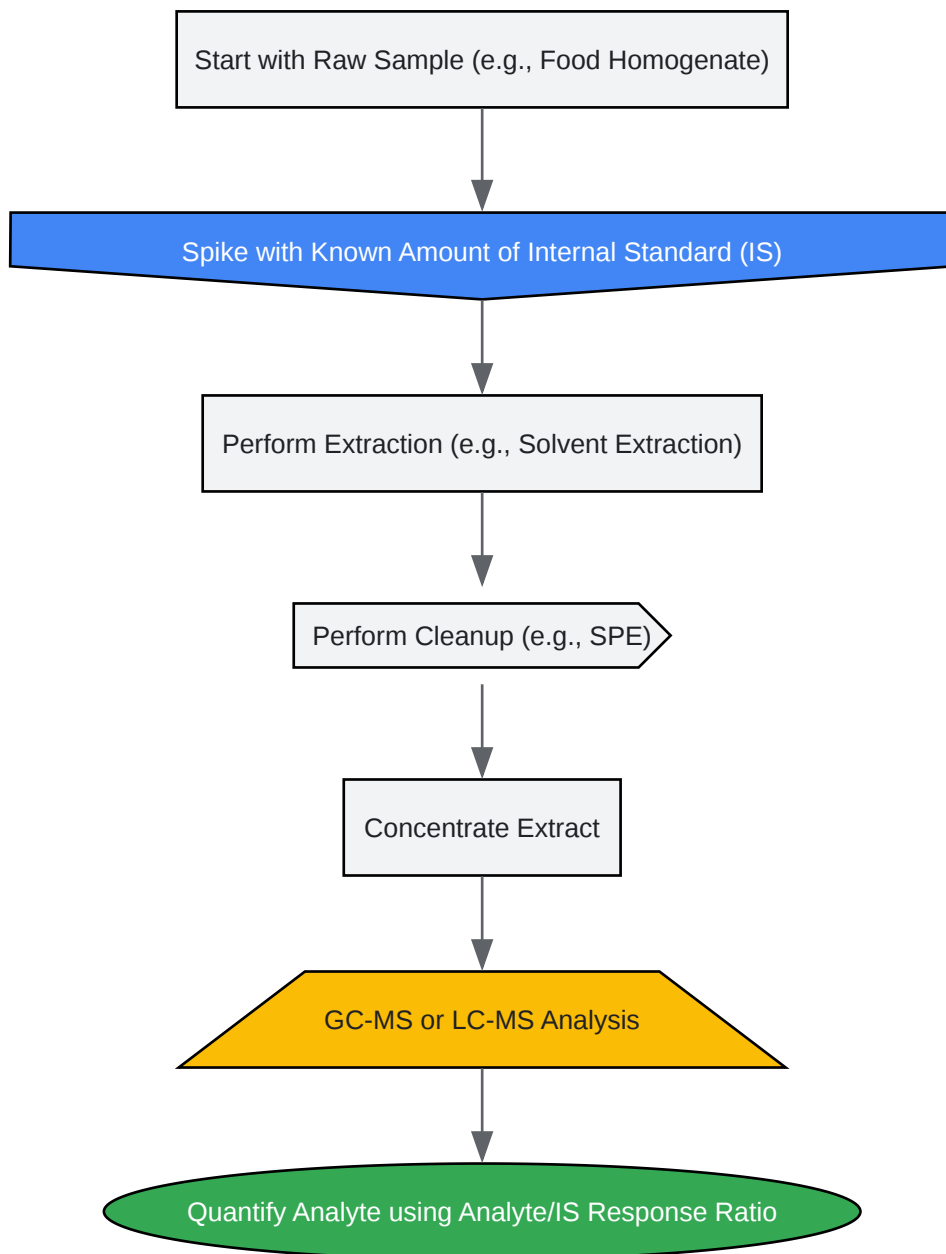 Start with Raw Sample (e.g., Food Homogenate)
Spike with Known Amount of Internal Standard (IS)
Perform Extraction (e.g., Solvent Extraction)
Perform Cleanup (e.g., SPE)
Concentrate Extract
GC-MS or LC-MS Analysis
Quantify Analyte using Analyte/IS Response Ratio